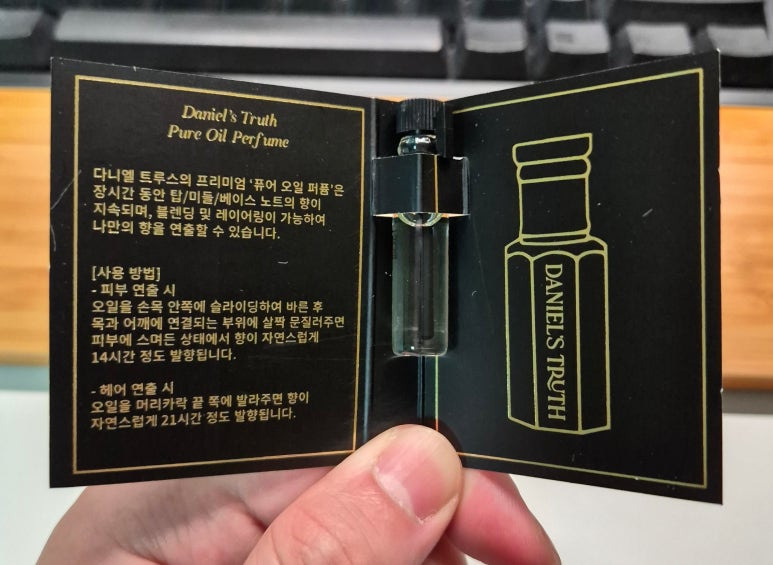 Daniel's Truth
Pure Oil Perfume
다니엘 트루스의 프리미엄 '퓨어 오일 퍼퓸'은
장시간 동안 탑/미들/베이스 노트의 향이
지속되며, 블렌딩 및 레이어링이 가능하여
나만의 향을 연출할 수 있습니다.
[사용 방법]
- 피부 연출 시
오일을 손목 안쪽에 슬라이딩하여 바른 후
목과 어깨에 연결되는 부위에 살짝 문질러주면
피부에 스며든 상태에서 향이 자연스럽게
14시간 정도 발향됩니다.
- 헤어 연출 시
오일을 머리카락 끝 쪽에 발라주면 향이
자연스럽게 21시간 정도 발향됩니다.
DANIEL'S TRUTH